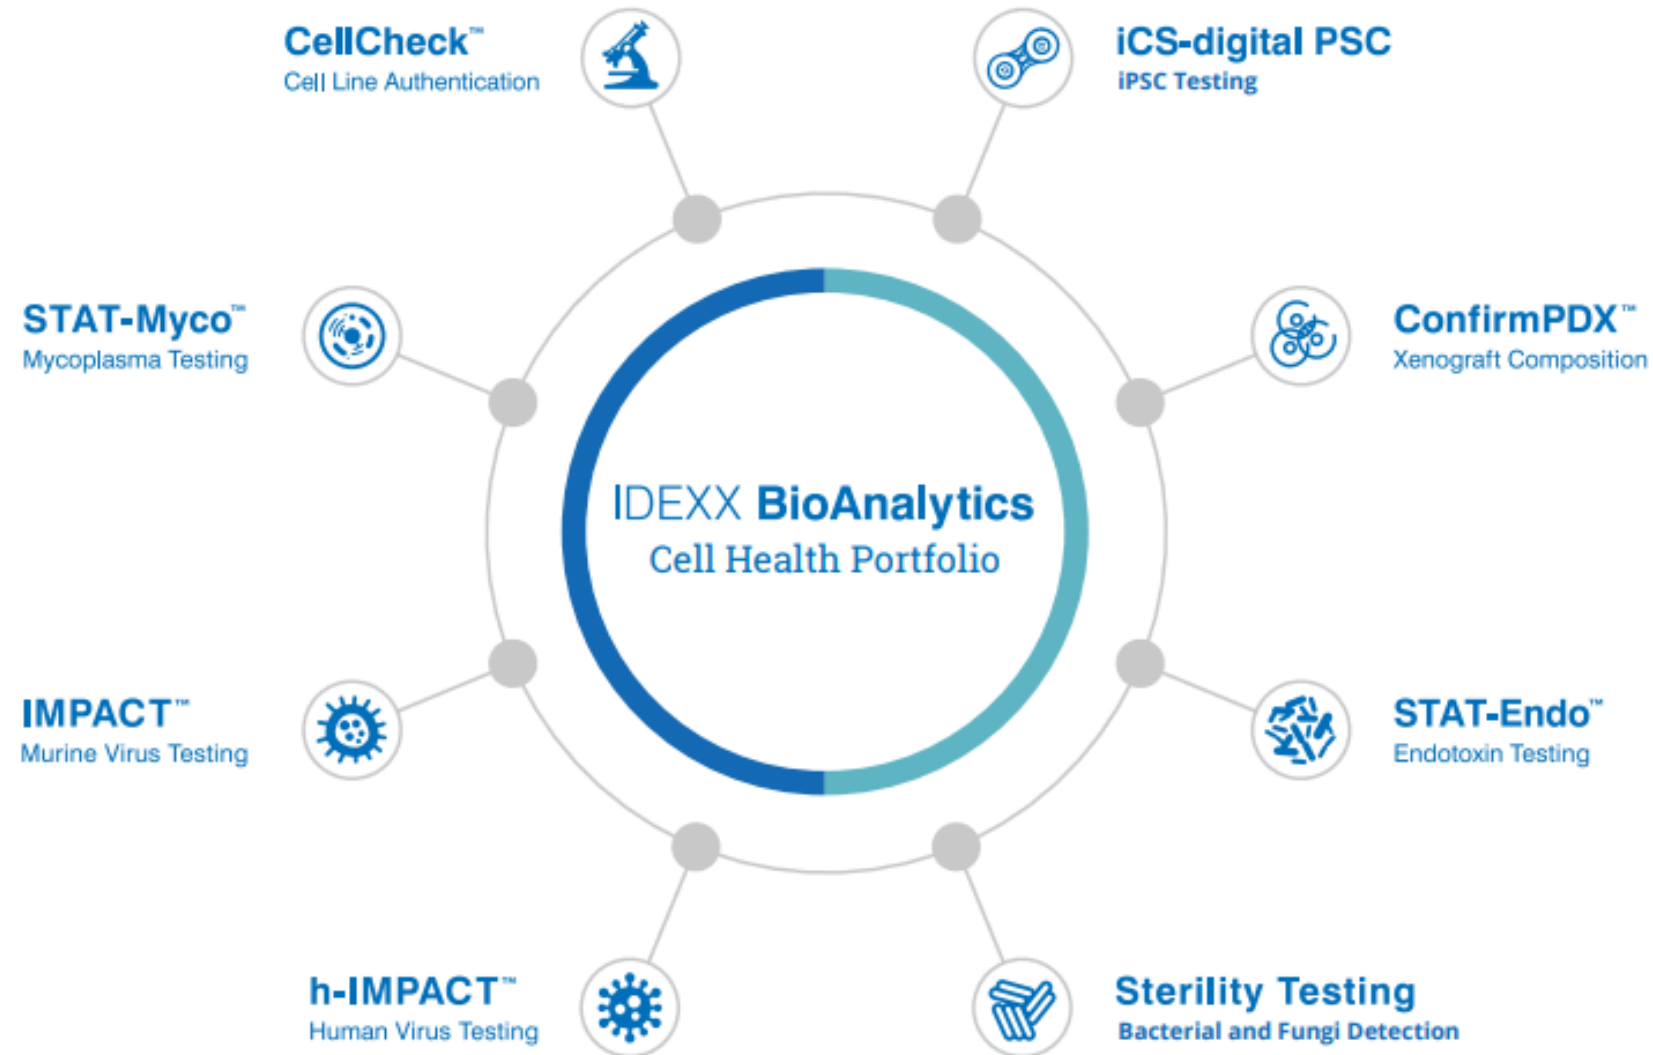 CellCheck™
Cell Line Authentication
iCS-digital PSC
iPSC Testing
STAT-Myco™
Mycoplasma Testing
ConfirmPDX™
Xenograft Composition
IDEXX BioAnalytics
Cell Health Portfolio
IMPACT™
Murine Virus Testing
STAT-Endo™
Endotoxin Testing
h-IMPACT™
Human Virus Testing
Sterility Testing
Bacterial and Fungi Detection